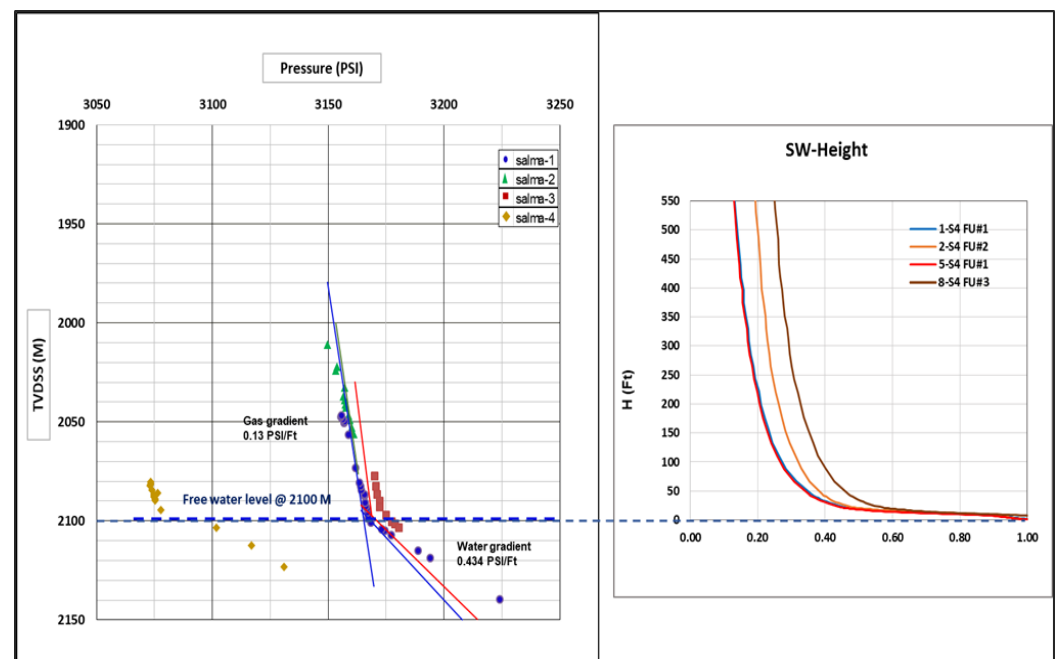 Pressure (PSI)
3050 3100 3150 3200 3250
1900
1950
2000
2050
2100
2150
TVDSS (M)
salma-1
salma-2
salma-3
salma-4
Gas gradient
0.13 PSI/Ft
Free water level @ 2100 M
Water gradient
0.434 PSI/Ft
SW-Height
550
500
450
400
350
300
250
200
150
100
50
0
H (Ft)
1-S4 FU#1
2-S4 FU#2
5-S4 FU#1
8-S4 FU#3
0.00 0.20 0.40 0.60 0.80 1.00